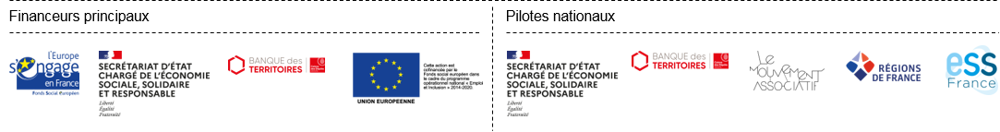 Financeurs principaux
l'Europe
s'engage
en France
Fonds Social Européen
SECRÉTARIAT D'ÉTAT
CHARGÉ DE L'ÉCONOMIE
SOCIALE, SOLIDAIRE
ET RESPONSABLE
Liberté
Égalité
Fraternité
BANQUE des
TERRITOIRES
UNION EUROPEENNE
Cette action est
cofinancée par le
Fonds social européen dans
le cadre du programme
opérationnel national « Emploi
et Inclusion » 2014-2020.
Pilotes nationaux
SECRÉTARIAT D'ÉTAT
CHARGÉ DE L'ÉCONOMIE
SOCIALE, SOLIDAIRE
ET RESPONSABLE
Liberté
Égalité
Fraternité
BANQUE des
TERRITOIRES
Le
Mouvement
associatif
RÉGIONS
DE FRANCE
ess
France